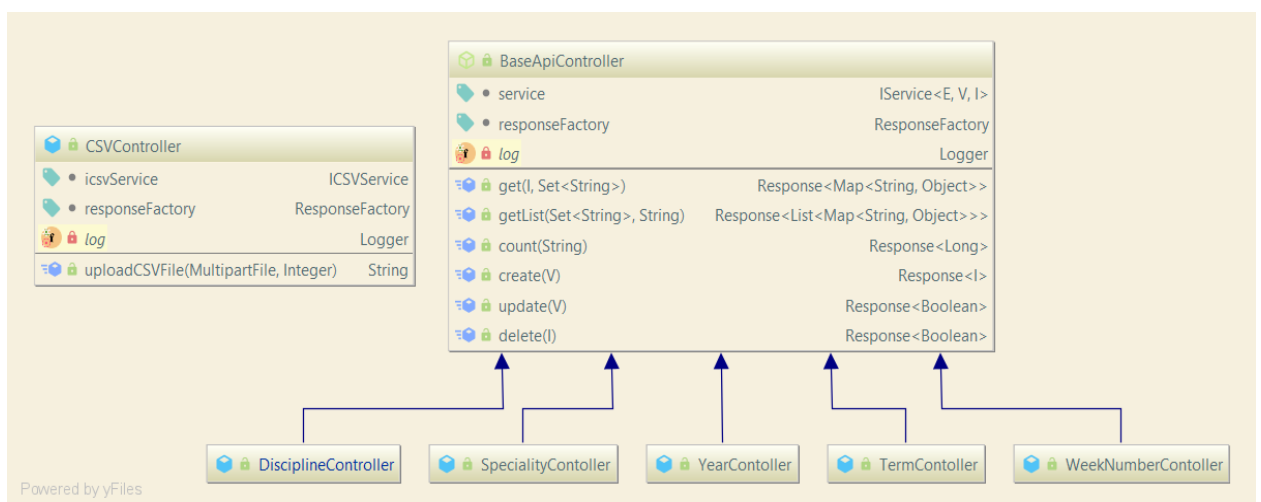 BaseApiController
service IService<E, V, I>
responseFactory ResponseFactory
log Logger
get(I, Set<String>) Response<Map<String, Object>>
getList(Set<String>, String) Response<List<Map<String, Object>>>
count(String) Response<Long>
create(V) Response<I>
update(V) Response<Boolean>
delete(I) Response<Boolean>
CSVController
icsvService ICSVService
responseFactory ResponseFactory
log Logger
uploadCSVFile(MultipartFile, Integer) String
DisciplineController
SpecialityContoller
YearContoller
TermContoller
WeekNumberContoller
Powered by yFiles